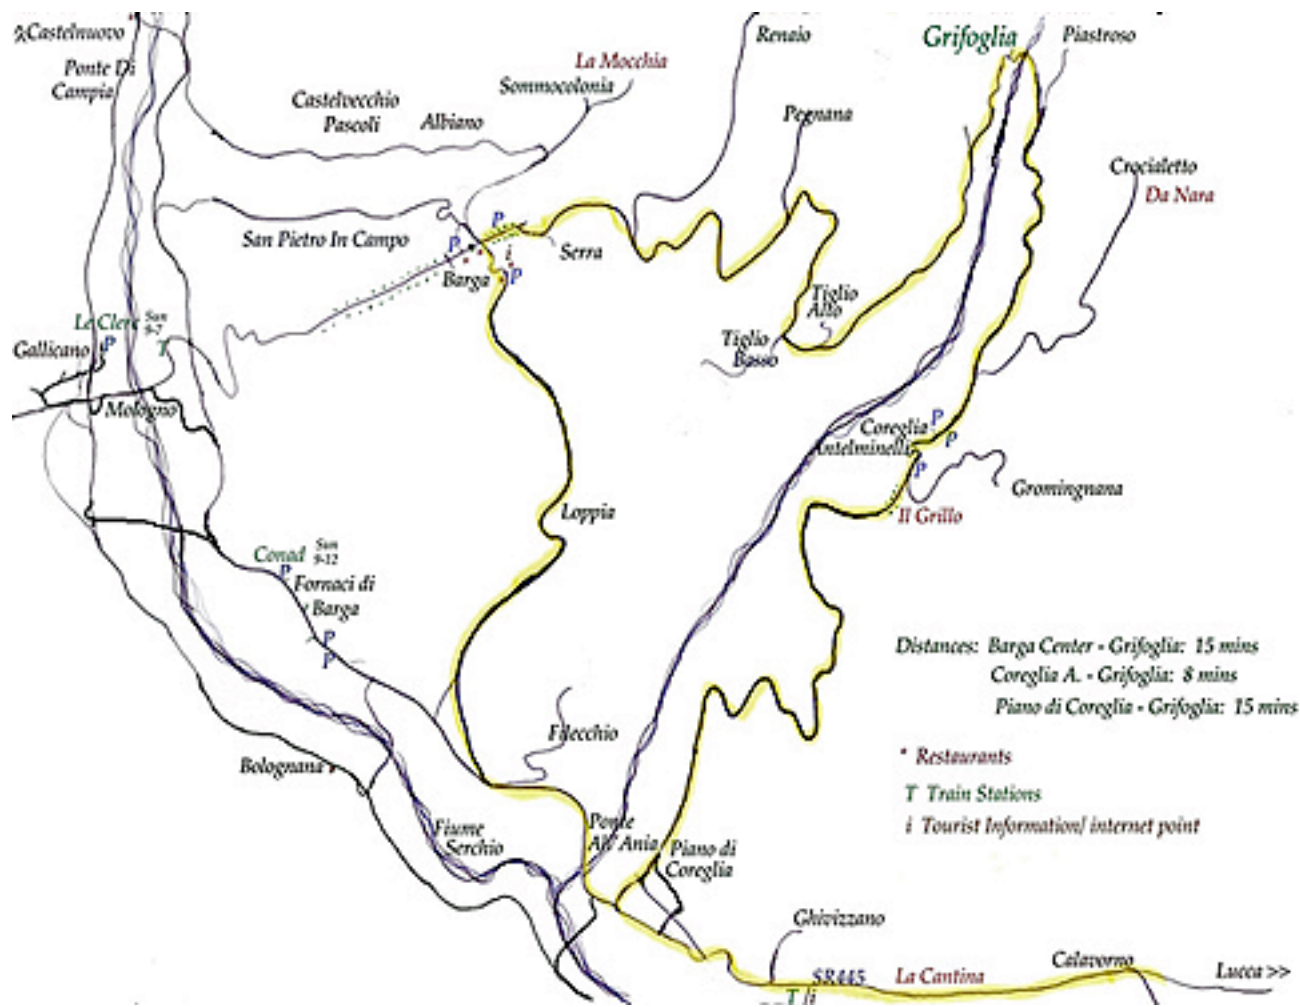 Castelnuovo
Renaio
Grifoglia
Piastroso
Ponte Di
Campia
La Mocchia
Sommocolonia
Castelvecchio
Pascoli
Albiano
Pegnana
Crocialetto
Da Nara
San Pietro In Campo
P
P
i
Serra
Barga
P
Le Clerc Sun
9-7
Gallicano
P
T
Tiglio
Alto
Tiglio
Basso
Mologno
Coreglia
Antelminelli
P
P
P
Gromingnana
Il Grillo
Loppia
Conad Sun
9-12
P
Fornaci di
Barga
P
P
Distances: Barga Center - Grifoglia: 15 mins
Coreglia A. - Grifoglia: 8 mins
Piano di Coreglia - Grifoglia: 15 mins
Filecchio
Bolognana
* Restaurants
T Train Stations
i Tourist Information/ internet point
Fiume
Serchio
Ponte
All'Ania
Piano di
Coreglia
Ghivizzano
SR445
La Cantina
Calavorno
Lucca >>
T /i